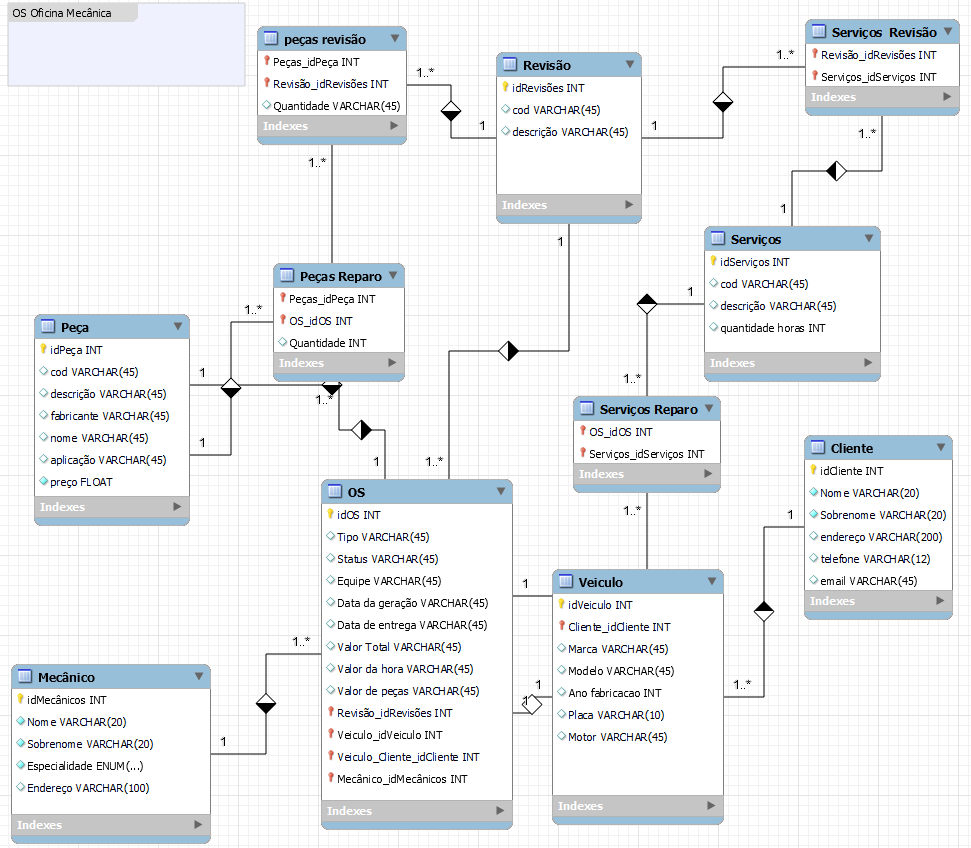 OS Oficina Mecânica
peças revisão
Peças_idPeça INT
Revisão_idRevisões INT
Quantidade VARCHAR(45)
Indexes
1..*
1
Revisão
idRevisões INT
cod VARCHAR(45)
descrição VARCHAR(45)
Indexes
1
1..*
Serviços Revisão
Revisão_idRevisões INT
Serviços_idServiços INT
Indexes
1..*
1..*
1
1
Serviços
idServiços INT
cod VARCHAR(45)
descrição VARCHAR(45)
quantidade horas INT
Indexes
1
1..*
Peças Reparo
Peças_idPeça INT
OS_idOS INT
Quantidade INT
Indexes
1..*
1..*
Peça
idPeça INT
cod VARCHAR(45)
descrição VARCHAR(45)
fabricante VARCHAR(45)
nome VARCHAR(45)
aplicação VARCHAR(45)
preço FLOAT
Indexes
1
1
1
1..*
Serviços Reparo
OS_idOS INT
Serviços_idServiços INT
Indexes
1..*
Cliente
idCliente INT
Nome VARCHAR(20)
Sobrenome VARCHAR(20)
endereço VARCHAR(200)
telefone VARCHAR(12)
email VARCHAR(45)
Indexes
1
1..*
OS
idOS INT
Tipo VARCHAR(45)
Status VARCHAR(45)
Equipe VARCHAR(45)
Data da geração VARCHAR(45)
Data de entrega VARCHAR(45)
Valor Total VARCHAR(45)
Valor da hora VARCHAR(45)
Valor de peças VARCHAR(45)
Revisão_idRevisões INT
Veiculo_idVeiculo INT
Veiculo_Cliente_idCliente INT
Mecânico_idMecânicos INT
Indexes
1
1
1
Veiculo
idVeiculo INT
Cliente_idCliente INT
Marca VARCHAR(45)
Modelo VARCHAR(45)
Ano fabricacao INT
Placa VARCHAR(10)
Motor VARCHAR(45)
Indexes
1..*
1
Mecânico
idMecânicos INT
Nome VARCHAR(20)
Sobrenome VARCHAR(20)
Especialidade ENUM(...)
Endereço VARCHAR(100)
Indexes